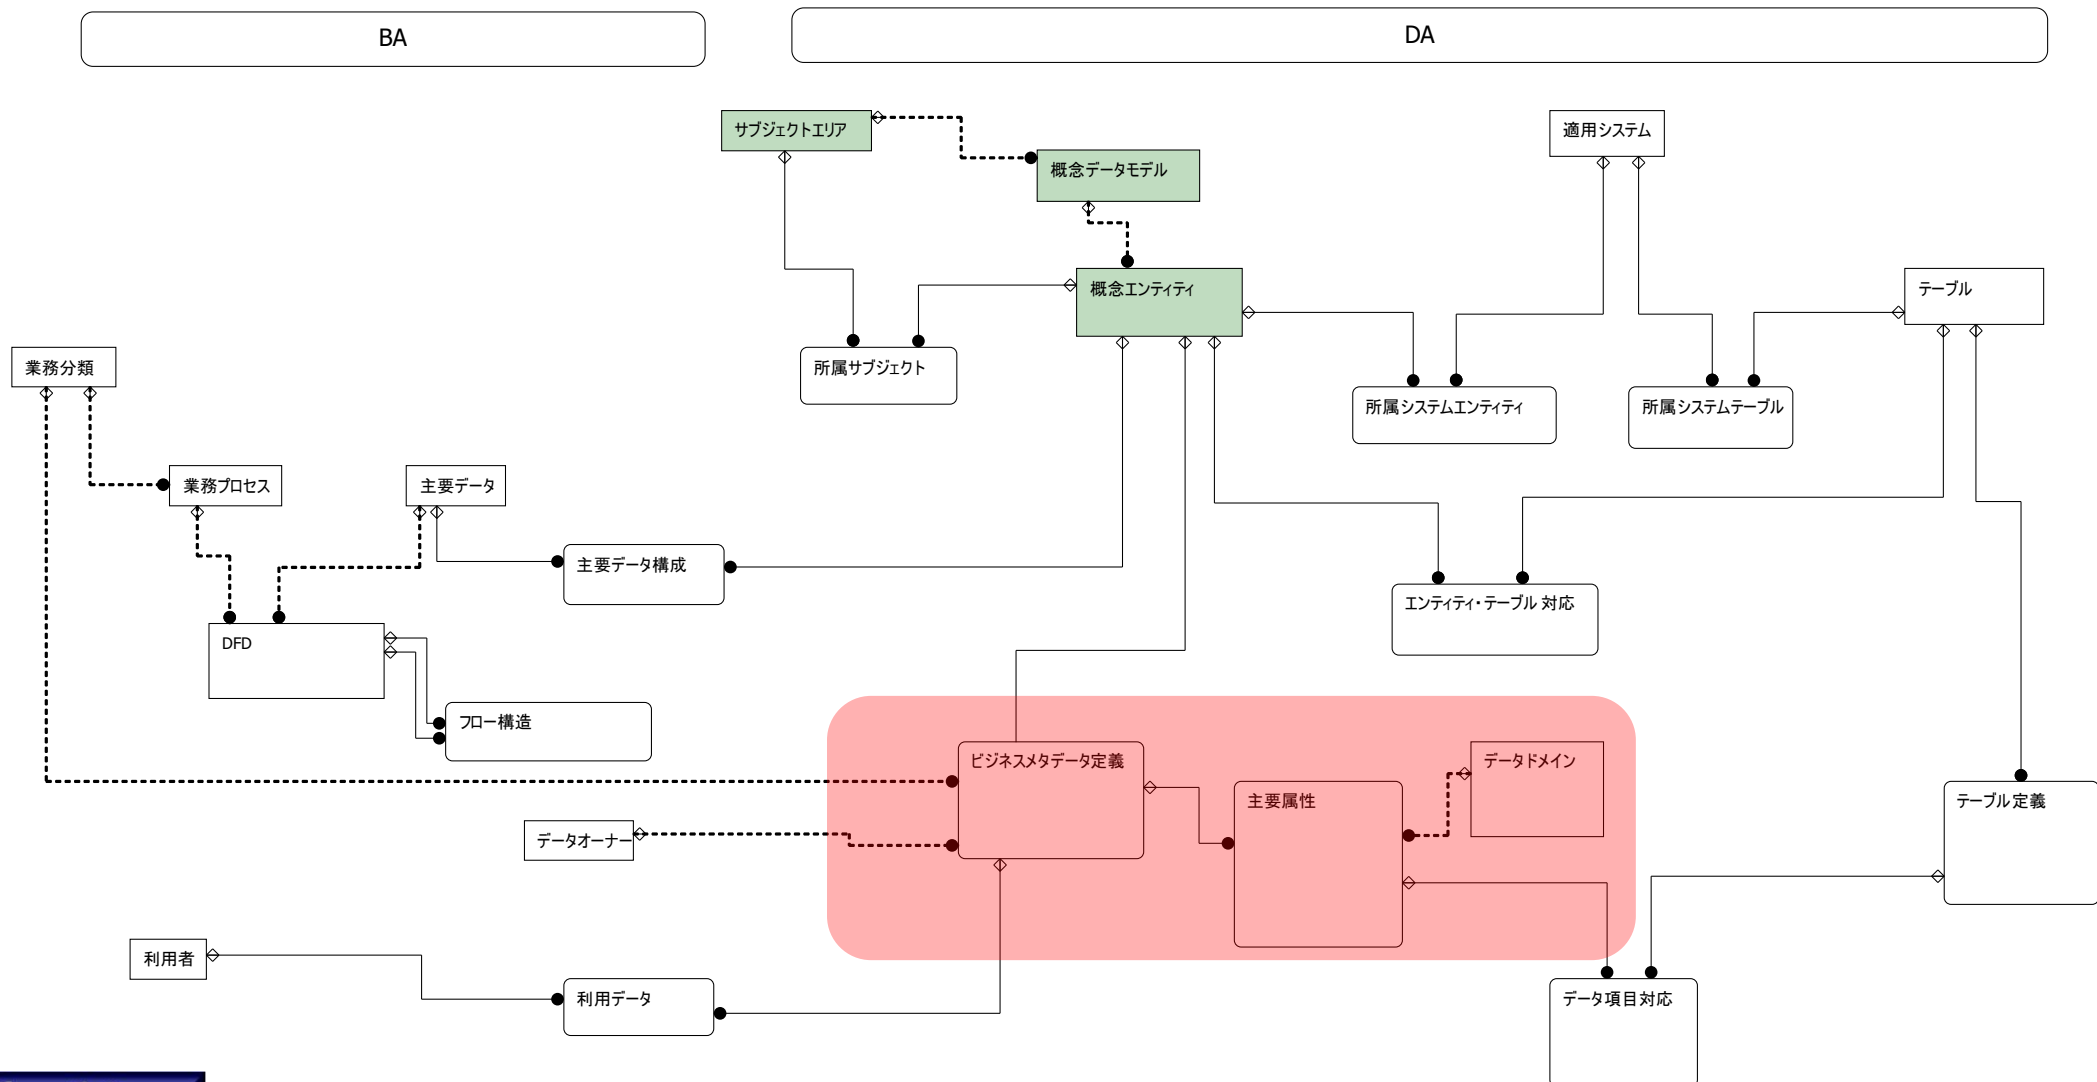 BA
DA
サブジェクトエリア
適用システム
概念データモデル
概念エンティティ
テーブル
業務分類
所属サブジェクト
所属システムエンティティ
所属システムテーブル
業務プロセス
主要データ
主要データ構成
エンティティ・テーブル 対応
DFD
フロー構造
ビジネスメタデータ定義
データドメイン
主要属性
テーブル定義
データオーナー
利用者
利用データ
データ項目対応